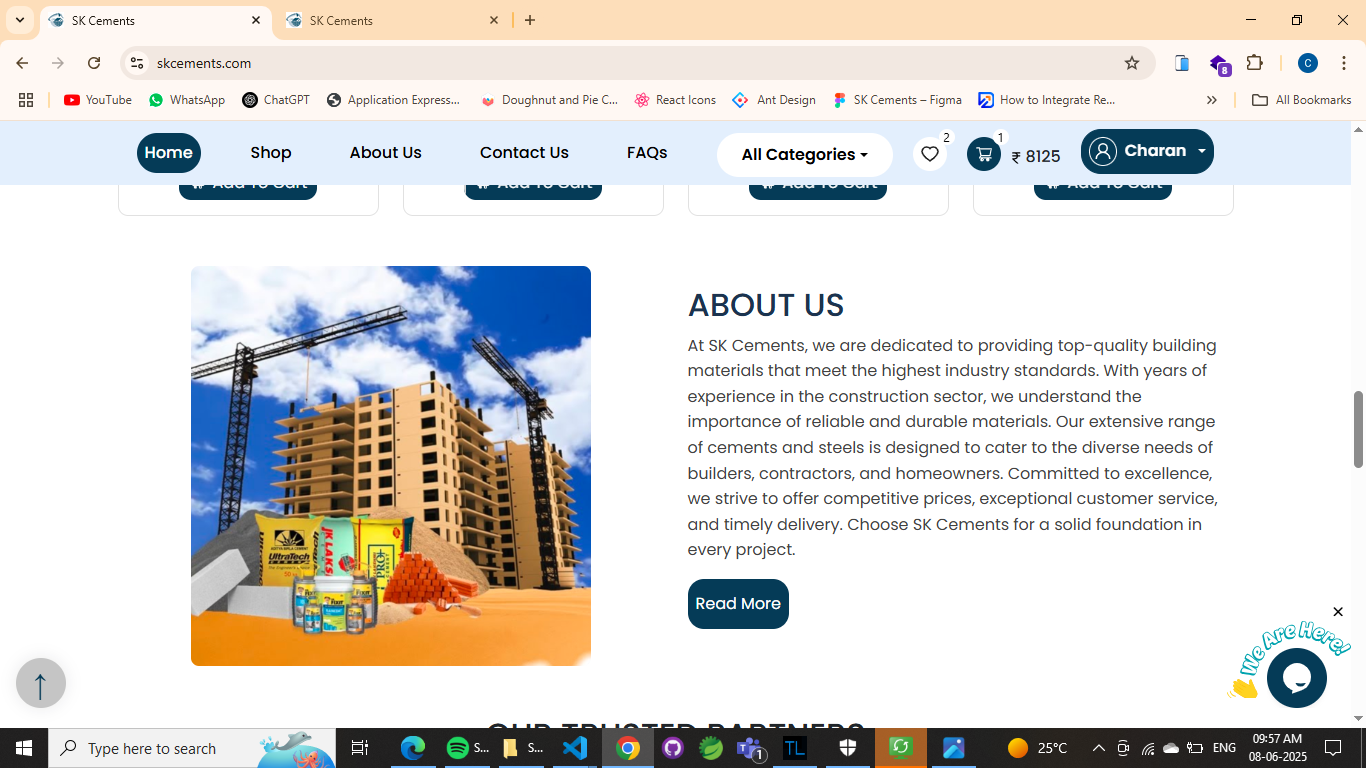 SK Cements
SK Cements
skcements.com
8
C
YouTube
WhatsApp
ChatGPT
Application Express...
Doughnut and Pie C...
React Icons
Ant Design
SK Cements – Figma
How to Integrate Re...
All Bookmarks
Home
Shop
About Us
Contact Us
FAQs
All Categories
2
1
₹ 8125
Charan
Add To Cart
Add To Cart
Add To Cart
Add To Cart
ABOUT US
At SK Cements, we are dedicated to providing top-quality building
materials that meet the highest industry standards. With years of
experience in the construction sector, we understand the
importance of reliable and durable materials. Our extensive range
of cements and steels is designed to cater to the diverse needs of
builders, contractors, and homeowners. Committed to excellence,
we strive to offer competitive prices, exceptional customer service,
and timely delivery. Choose SK Cements for a solid foundation in
every project.
Read More
UltraTech
CEMENT
JK LAKS
PRO+
FIXIT
We Are Here!
OUR TRUSTED PARTNERS
Type here to search
S...
S...
1
TL
25°C
ENG
09:57 AM
08-06-2025